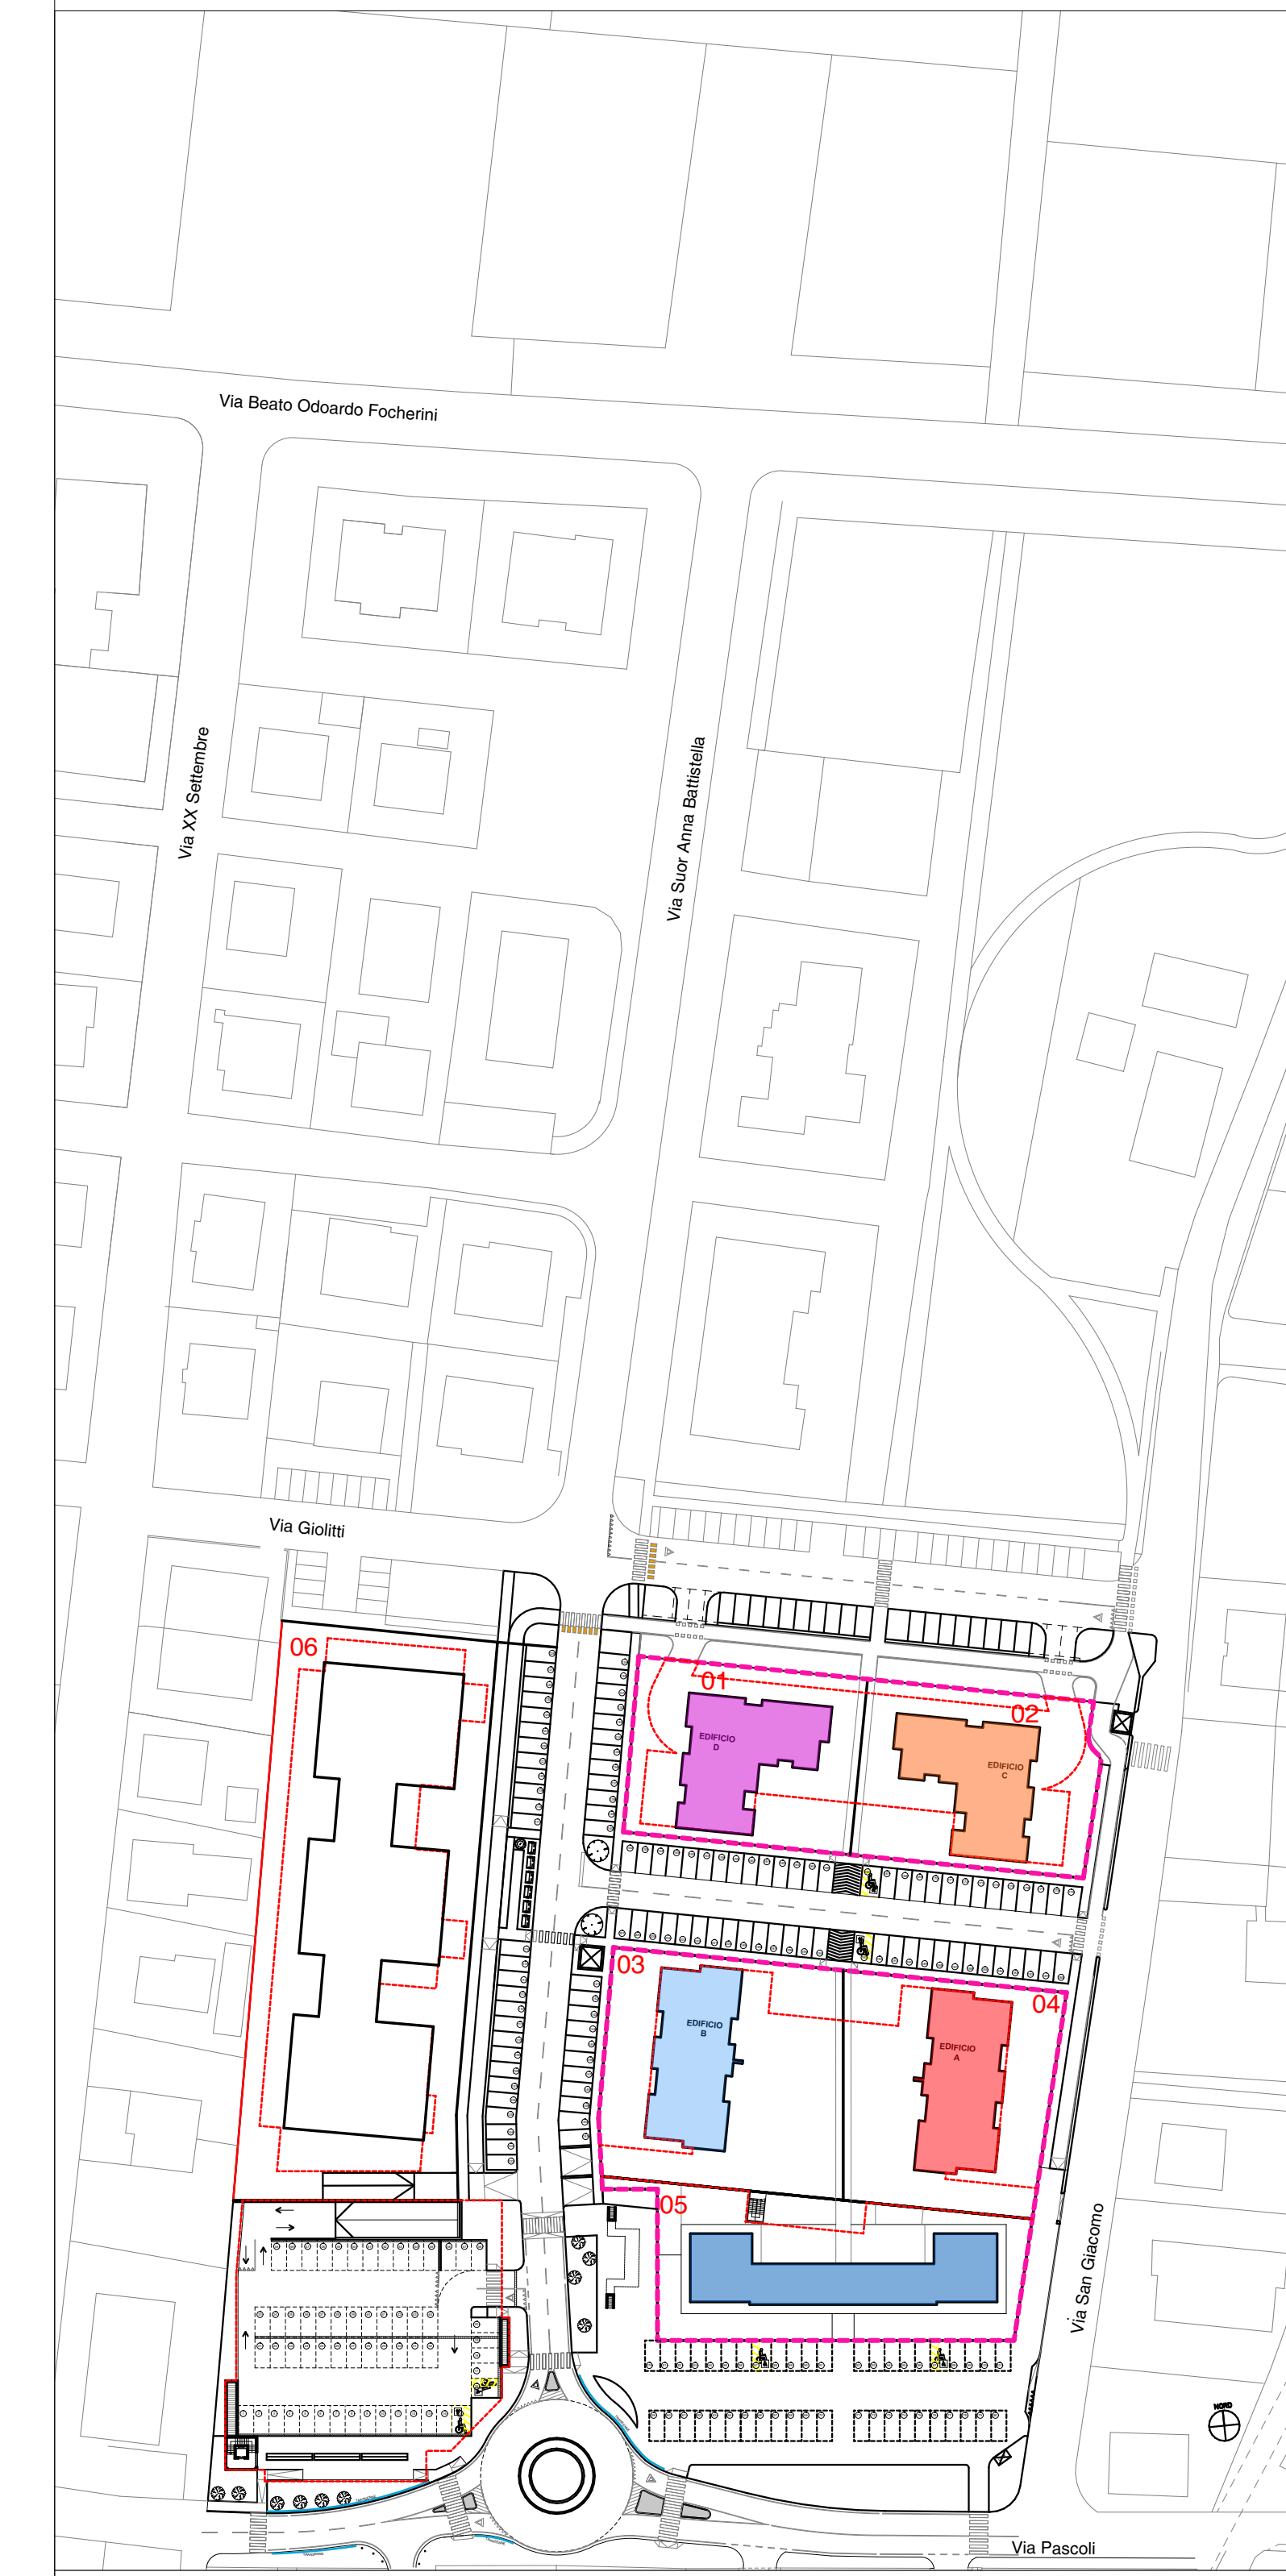 Via Beato Odoardo Focherini
Via XX Settembre
Via Suor Anna Battistella
Via Giolitti
06
01
02
EDIFICIO
D
EDIFICIO
C
03
04
EDIFICIO
B
EDIFICIO
A
05
Via San Giacomo
NORD
Via Pascoli